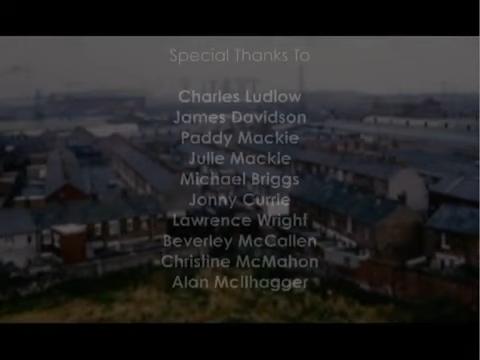 Special Thanks To
Charles Ludlow
James Davidson
Paddy Mackie
Julie Mackie
Michael Briggs
Jonny Currie
Lawrence Wright
Beverley McCallen
Christine McMahon
Alan McIlhagger